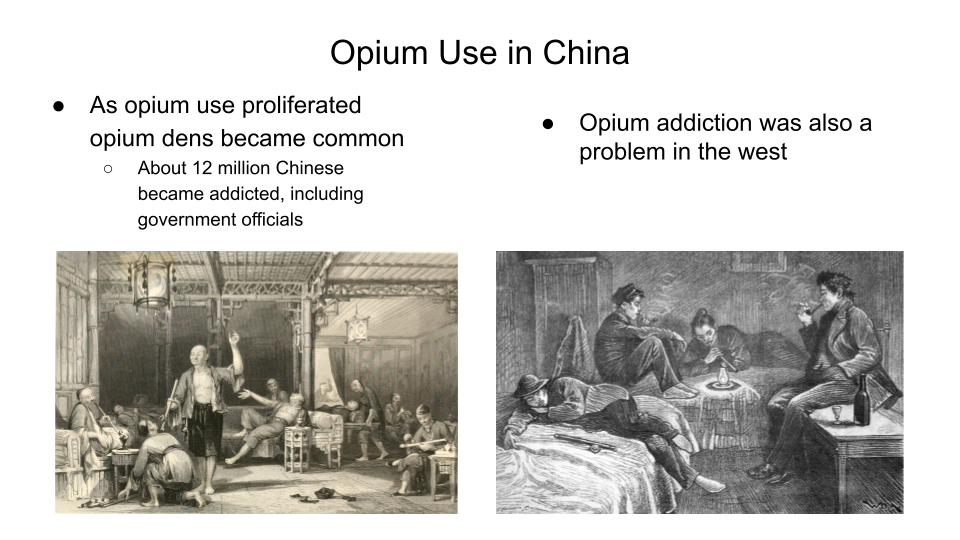 Opium Use in China
● As opium use proliferated
opium dens became common
○ About 12 million Chinese
became addicted, including
government officials
● Opium addiction was also a
problem in the west